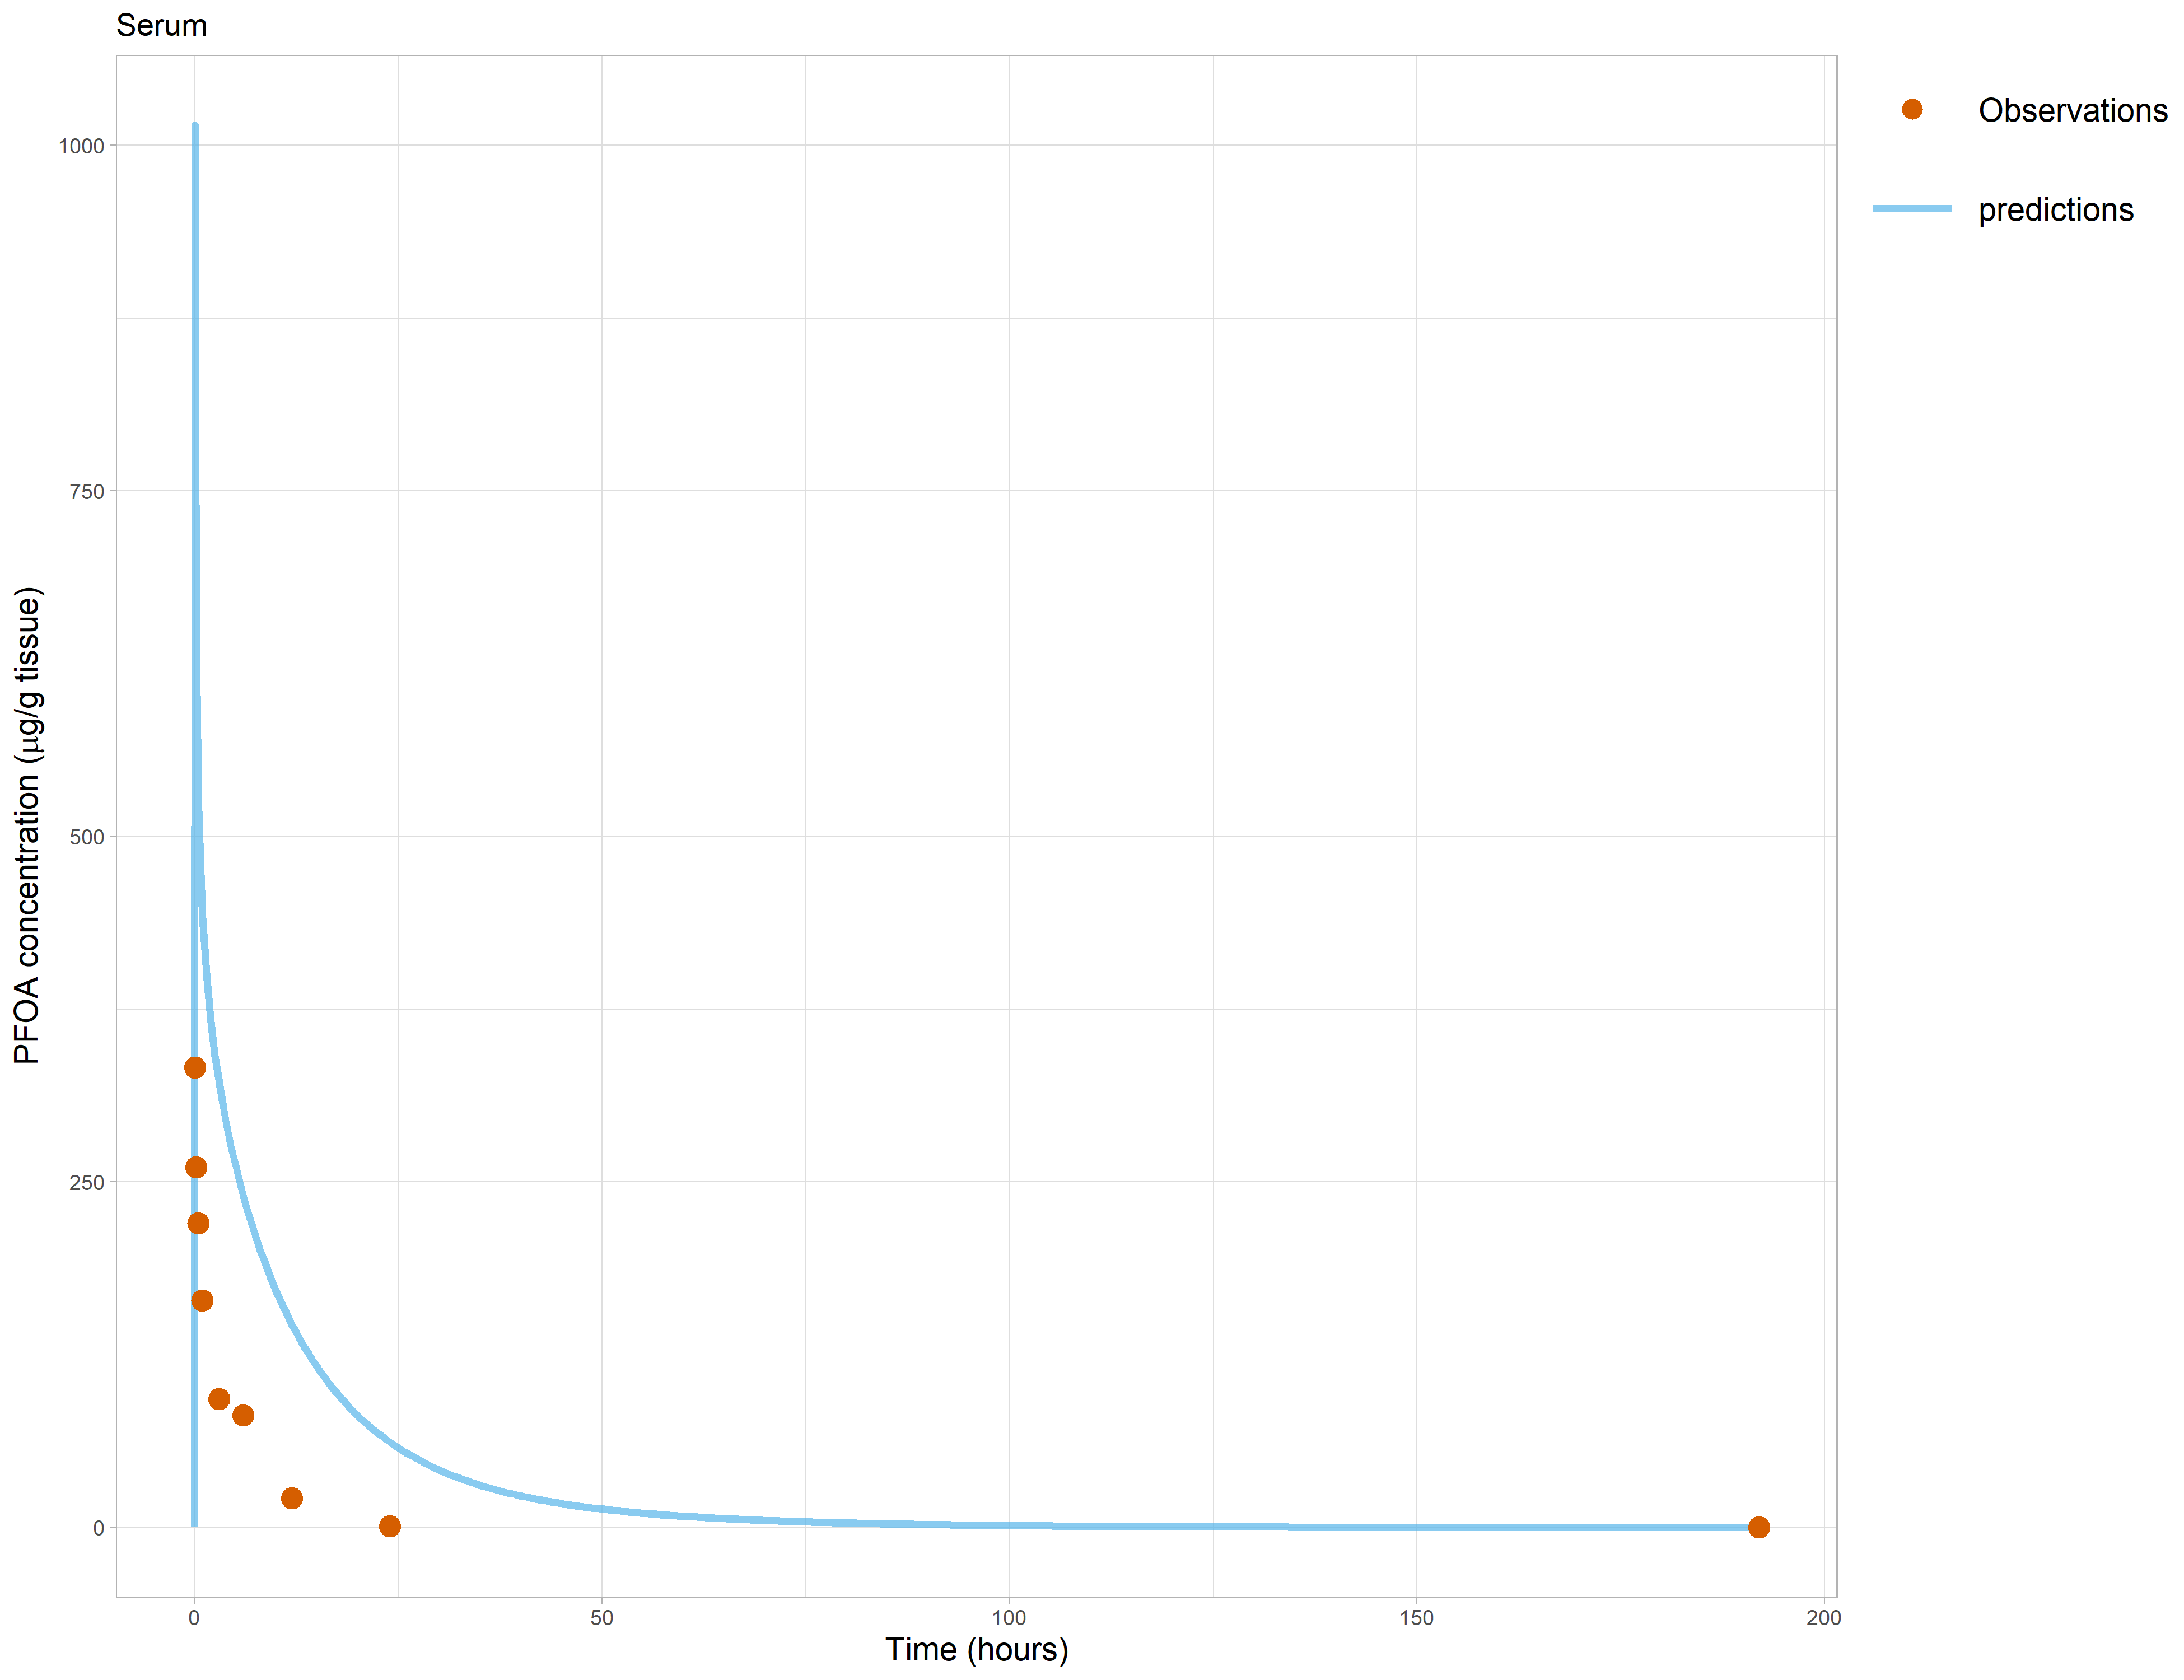 Serum
PFOA concentration (μg/g tissue)
1000
750
500
250
0
0
50
100
150
200
Time (hours)
Observations
predictions